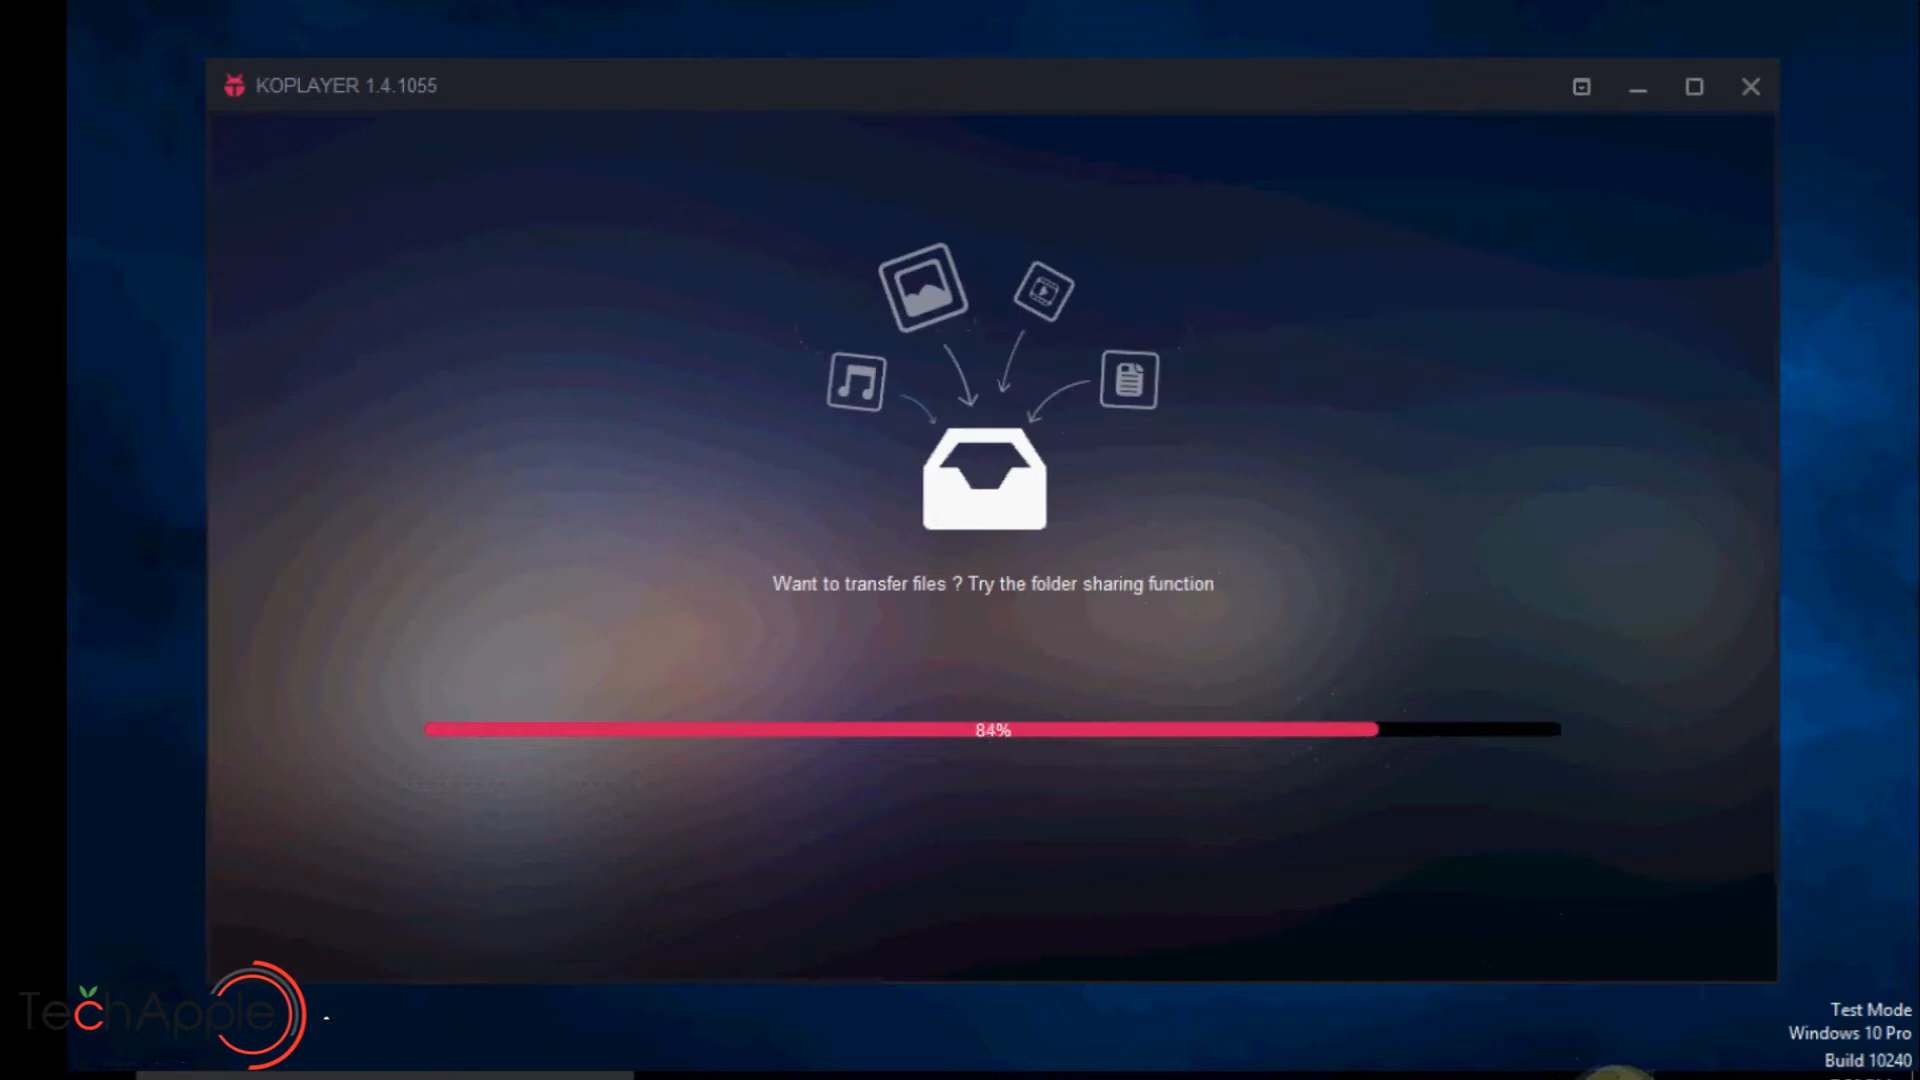 KOPLAYER 1.4.1055
Want to transfer files ? Try the folder sharing function
84%
TechApple
Test Mode
Windows 10 Pro
Build 10240